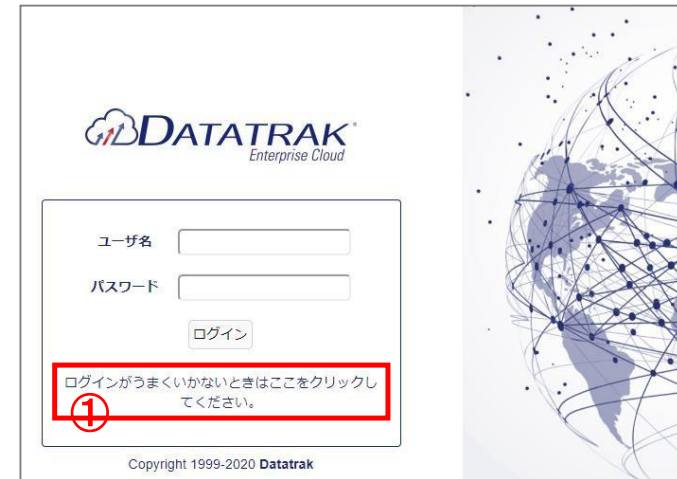 DATATRAK
Enterprise Cloud
ユーザ名
パスワード
ログイン
ログインがうまくいかないときはここをクリックし
てください。
①
Copyright 1999-2020 Datatrak